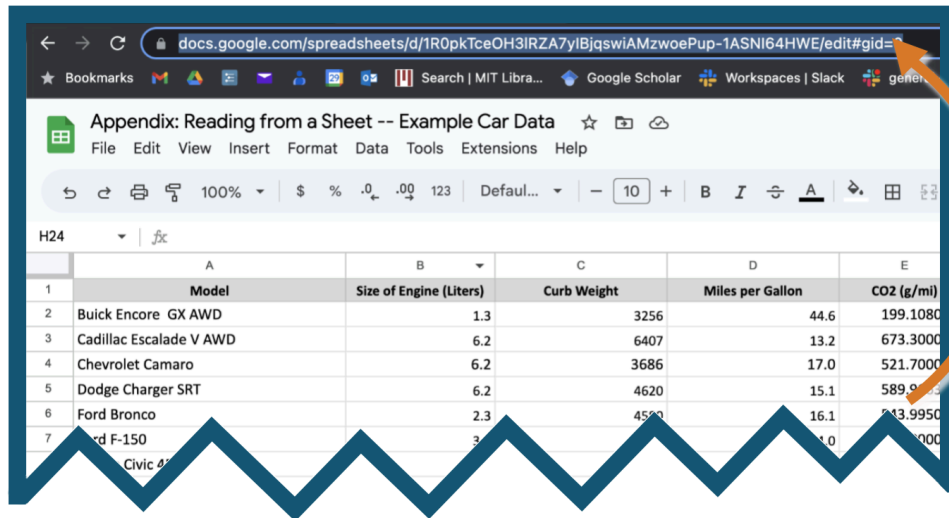 docs.google.com/spreadsheets/d/1R0pkTceOH3lRZA7ylBjqswiAMzwoePup-1ASNI64HWE/edit#gid=
Bookmarks 29 Search | MIT Libra... Google Scholar Workspaces | Slack
Appendix: Reading from a Sheet -- Example Car Data
File Edit View Insert Format Data Tools Extensions Help
100% $ % .0 .00 123 Defaul... − 10 + B I S A
H24 fx
A B C D E
1 Model Size of Engine (Liters) Curb Weight Miles per Gallon CO2 (g/mi)
2 Buick Encore GX AWD 1.3 3256 44.6 199.1080
3 Cadillac Escalade V AWD 6.2 6407 13.2 673.3000
4 Chevrolet Camaro 6.2 3686 17.0 521.7000
5 Dodge Charger SRT 6.2 4620 15.1
6 Ford Bronco 2.3 16.1
7 F-150
Civic